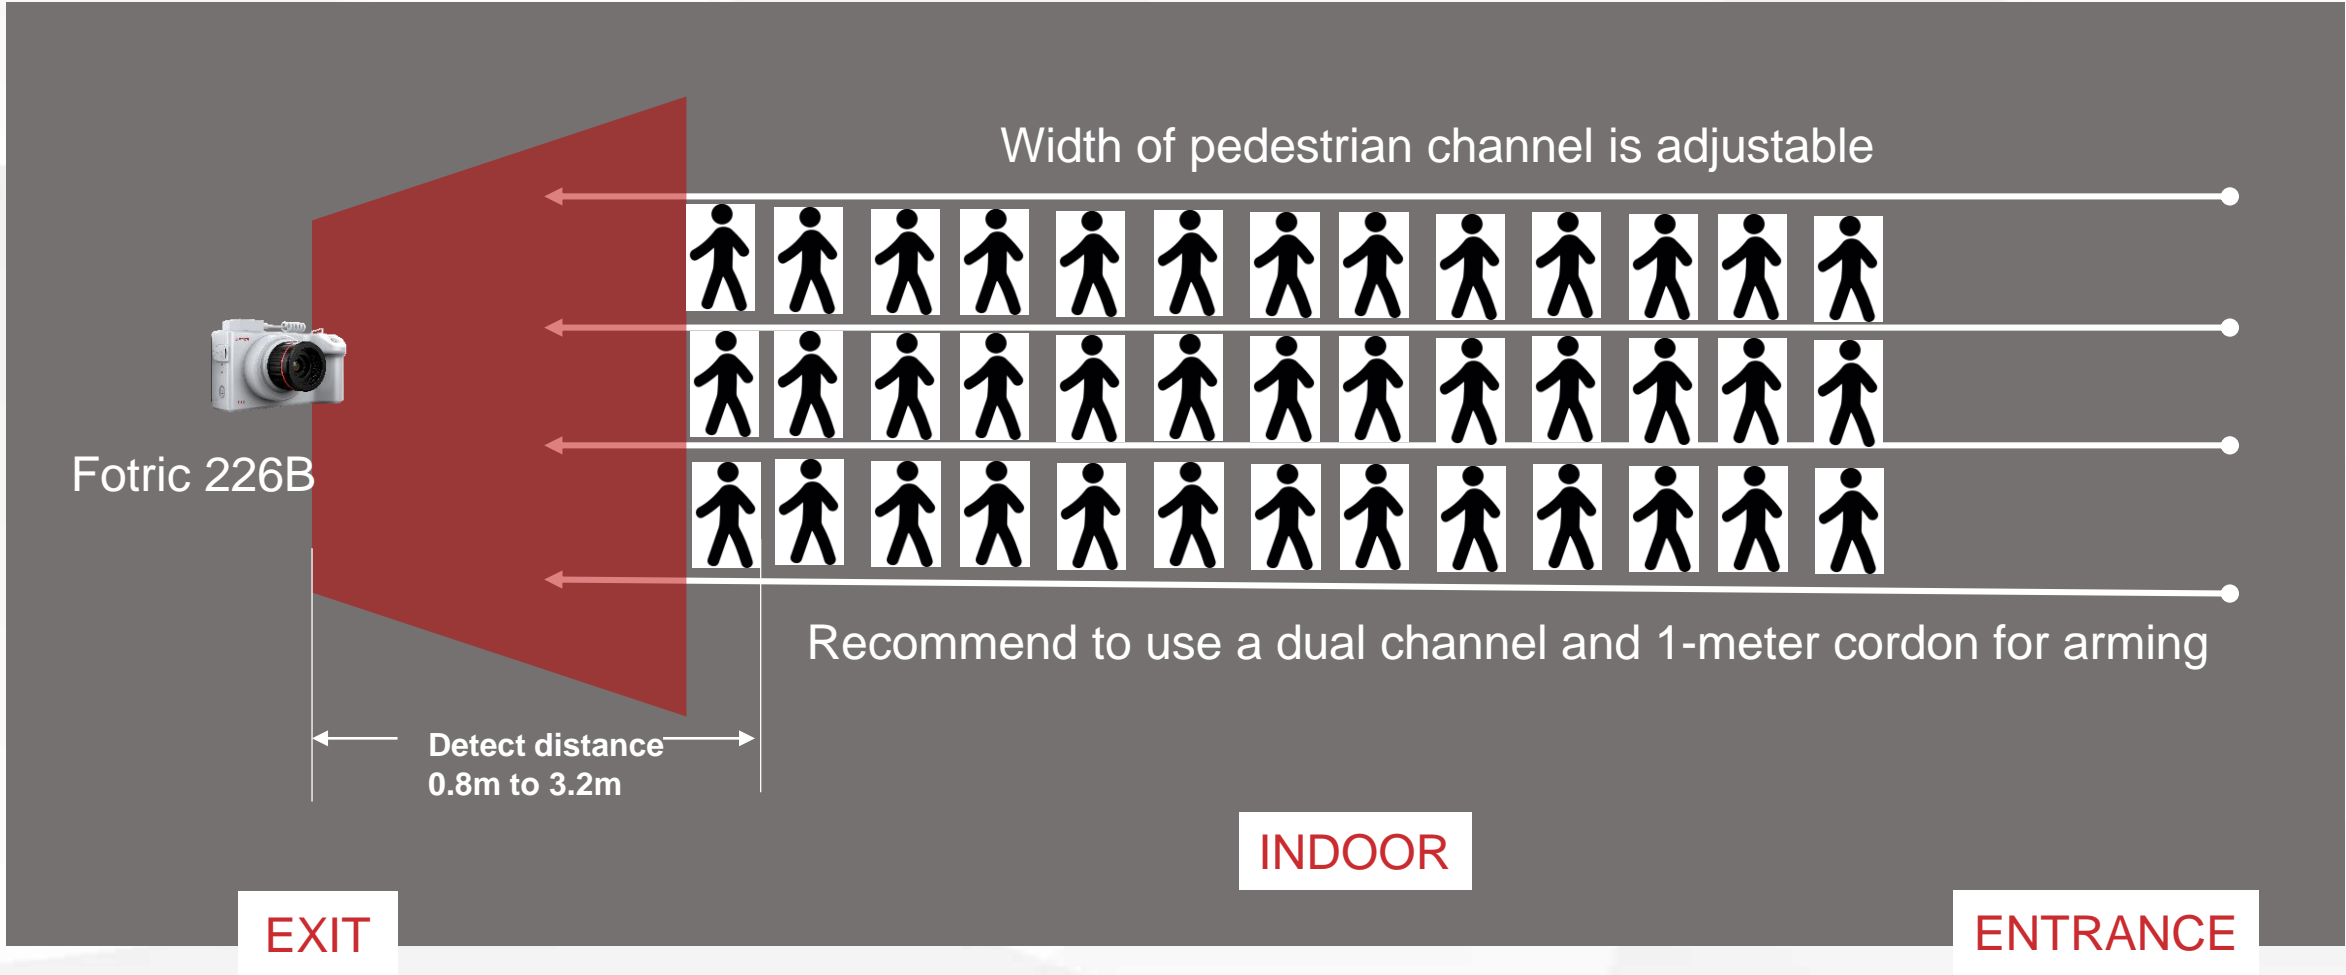 Width of pedestrian channel is adjustable
Fotric 226B
Recommend to use a dual channel and 1-meter cordon for arming
Detect distance
0.8m to 3.2m
INDOOR
EXIT
ENTRANCE